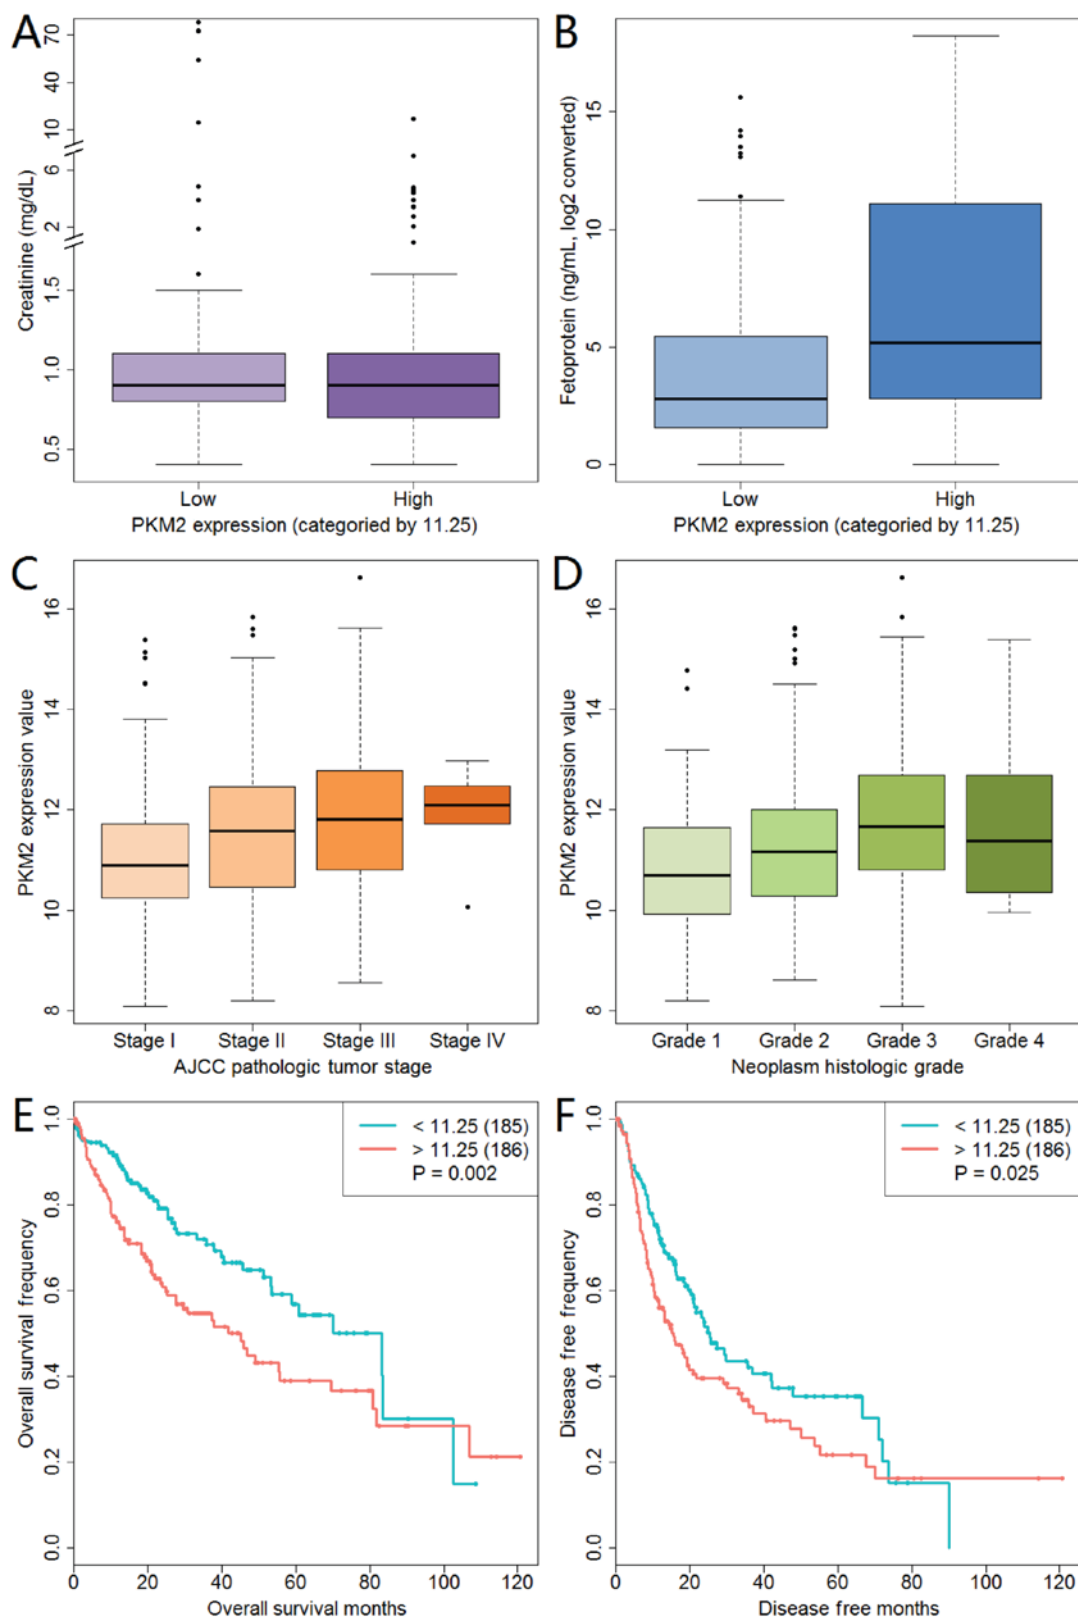 A
Creatinine (mg/dL)
70
40
10
6
2
1.5
1.0
0.5
Low High
PKM2 expression (categoried by 11.25)
B
Fetoprotein (ng/mL, log2 converted)
15
10
5
0
Low High
PKM2 expression (categoried by 11.25)
C
PKM2 expression value
16
14
12
10
8
Stage I Stage II Stage III Stage IV
AJCC pathologic tumor stage
D
PKM2 expression value
16
14
12
10
8
Grade 1 Grade 2 Grade 3 Grade 4
Neoplasm histologic grade
E
Overall survival frequency
1.0
0.8
0.6
0.4
0.2
0.0
< 11.25 (185)
> 11.25 (186)
P = 0.002
0 20 40 60 80 100 120
Overall survival months
F
Disease free frequency
1.0
0.8
0.6
0.4
0.2
0.0
< 11.25 (185)
> 11.25 (186)
P = 0.025
0 20 40 60 80 100 120
Disease free months